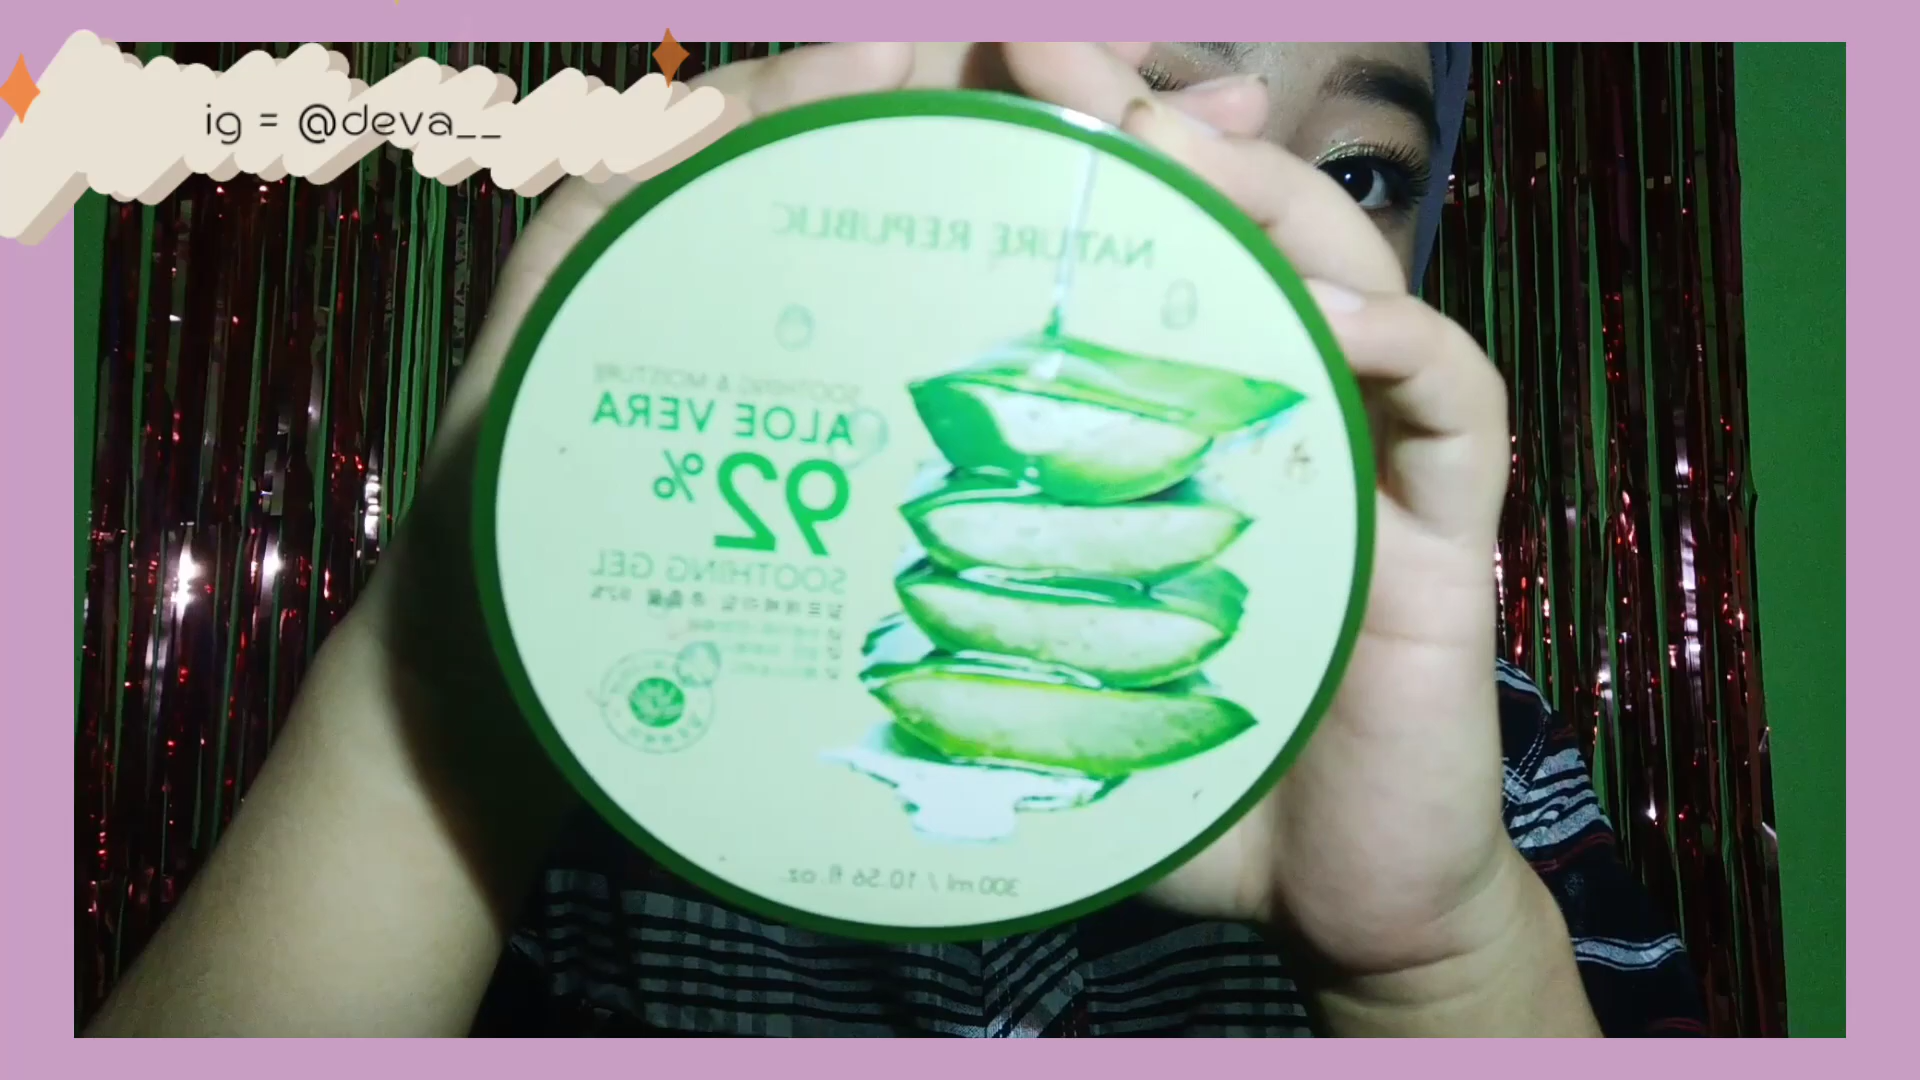 ig = @deva__
NATURE REPUBLIC
SOOTHING & MOISTURE
ALOE VERA
92%
SOOTHING GEL
300 ml / 10.56 fl. oz.